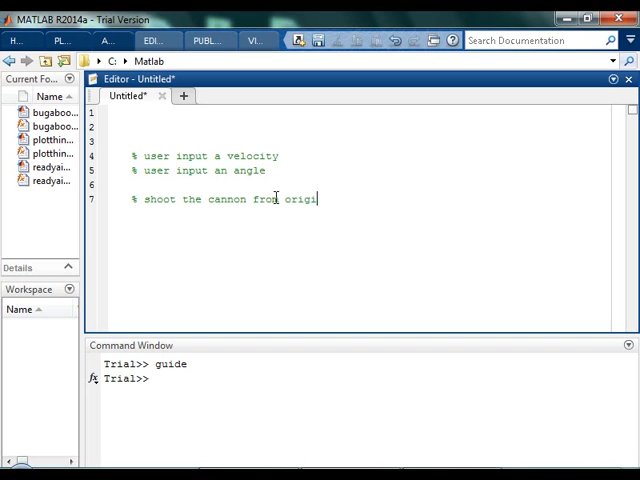 MATLAB R2014a - Trial Version
H... PL... A... EDI... PUBL... VI... Search Documentation
C: Matlab
Current Fo... Editor - Untitled*
Name Untitled*
bugaboo...
bugaboo...
plotthin...
plotthin...
readyai...
readyai...
1
2
3
4 % user input a velocity
5 % user input an angle
6
7 % shoot the cannon from origi
Details
Workspace
Name
Command Window
Trial>> guide
fx Trial>>